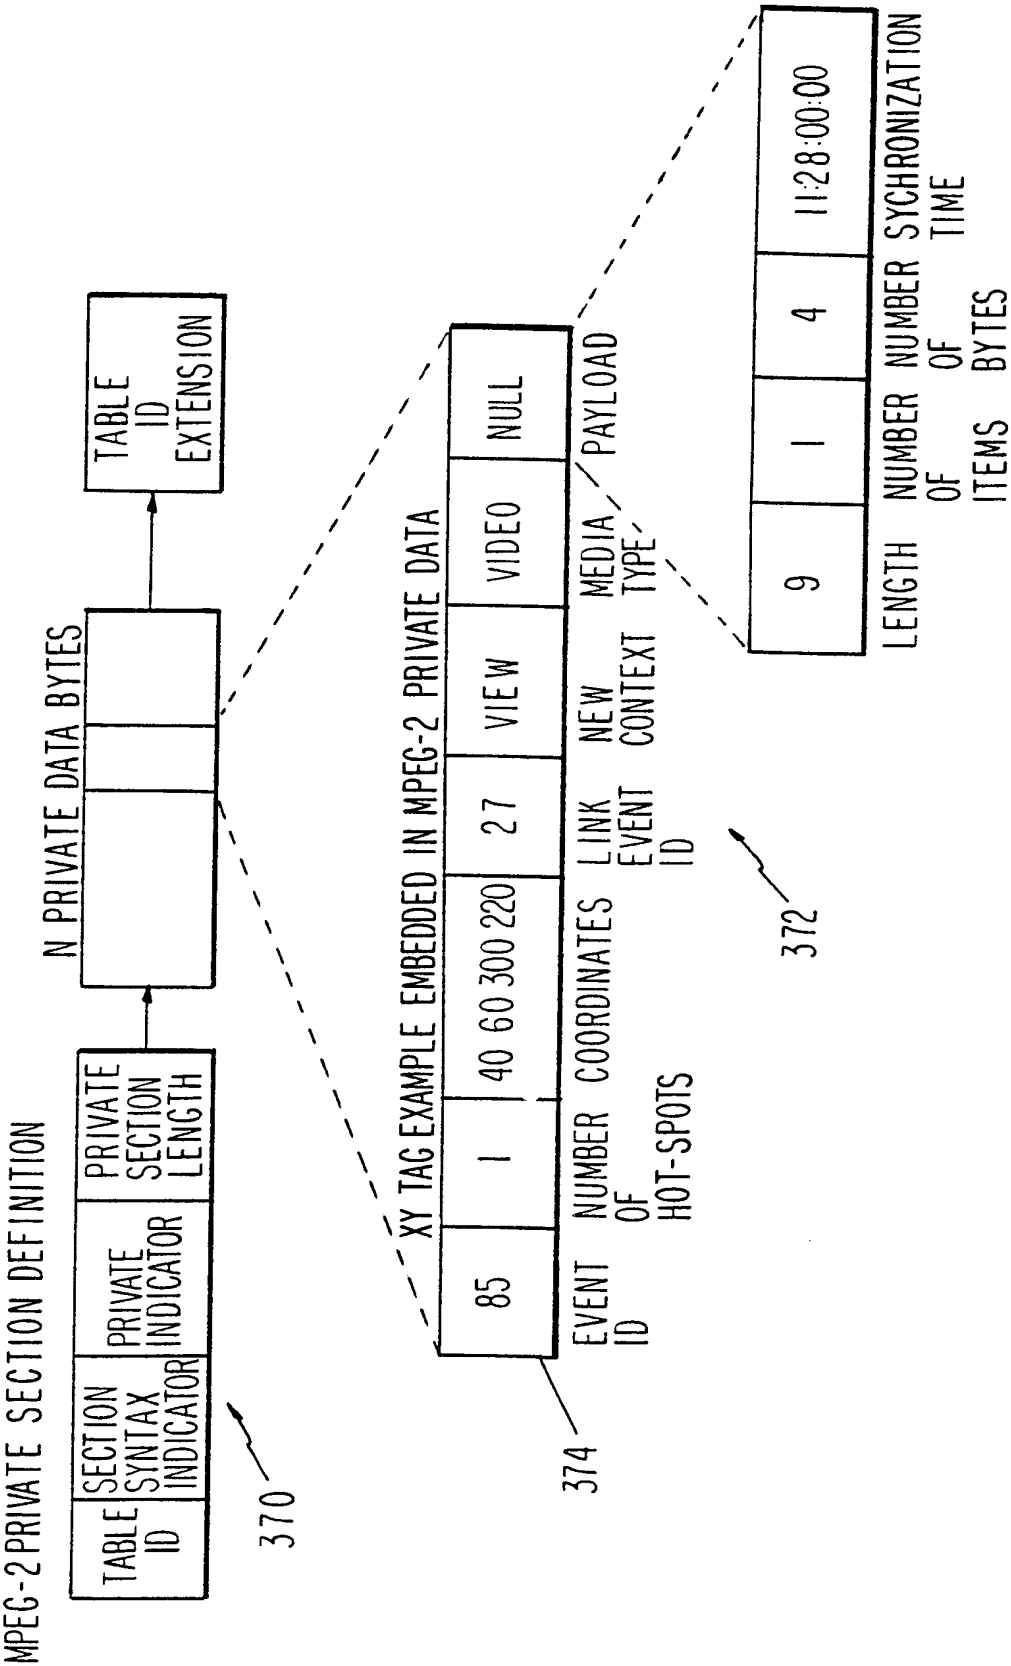 MPEG-2 PRIVATE SECTION DEFINITION
TABLE
ID
SECTION
SYNTAX
INDICATOR
PRIVATE
INDICATOR
PRIVATE
SECTION
LENGTH
N PRIVATE DATA BYTES
TABLE
ID
EXTENSION
370
XY TAG EXAMPLE EMBEDDED IN MPEG-2 PRIVATE DATA
85
1
40 60 300 220
27
VIEW
VIDEO
NULL
EVENT
ID
NUMBER
OF
HOT-SPOTS
COORDINATES
LINK
EVENT
ID
NEW
CONTEXT
MEDIA
TYPE
PAYLOAD
374
372
9
1
4
11:28:00:00
LENGTH
NUMBER
OF
ITEMS
NUMBER
OF
BYTES
SYCHRONIZATION
TIME